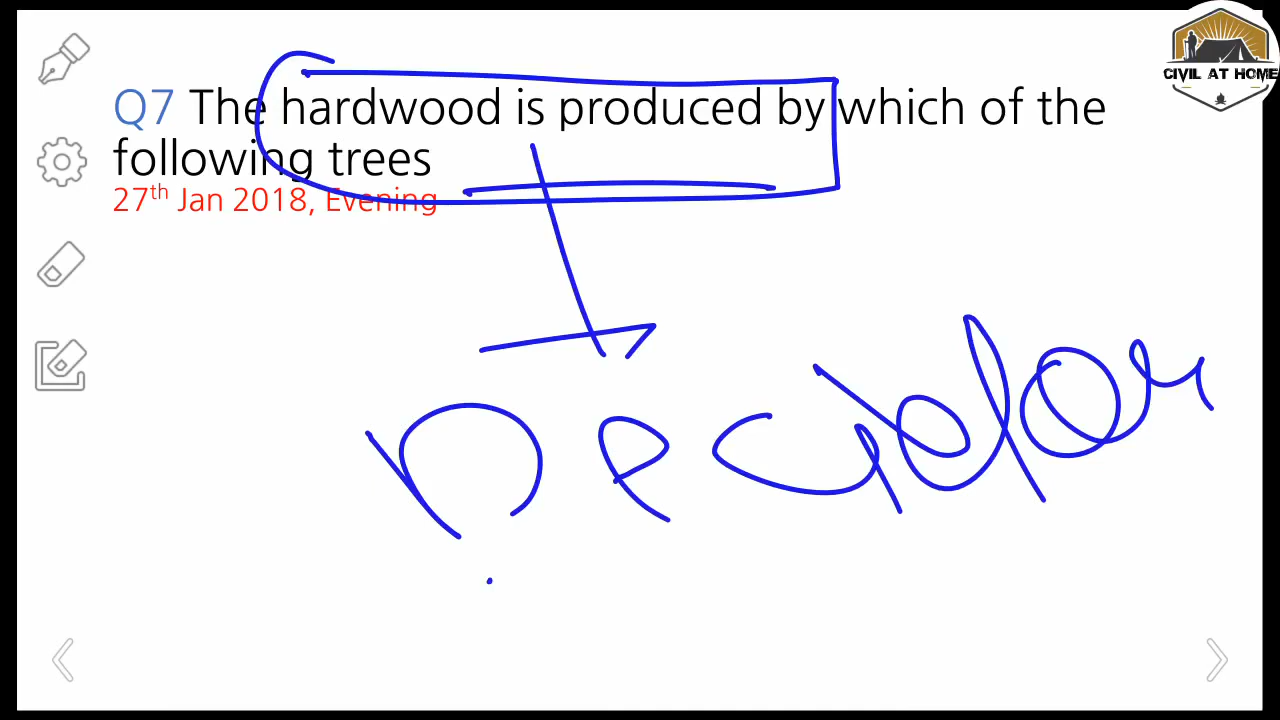 Q7 The hardwood is produced by which of the
following trees
27th Jan 2018, Evening
CIVIL AT HOME